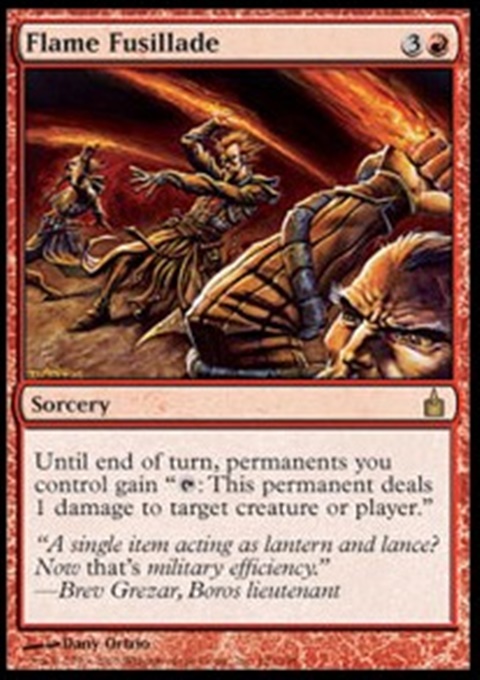 Flame Fusillade 3
Sorcery
Until end of turn, permanents you
control gain “ : This permanent deals
1 damage to target creature or player.”
“A single item acting as lantern and lance?
Now that's military efficiency.”
—Brev Grezar, Boros lieutenant
Dany Orizio